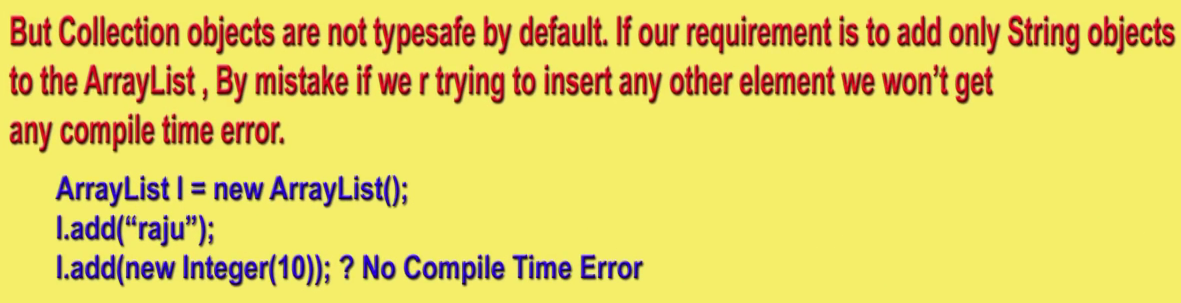 But Collection objects are not typesafe by default. If our requirement is to add only String objects
to the ArrayList , By mistake if we r trying to insert any other element we won’t get
any compile time error.
ArrayList l = new ArrayList();
l.add(“raju”);
l.add(new Integer(10)); ? No Compile Time Error